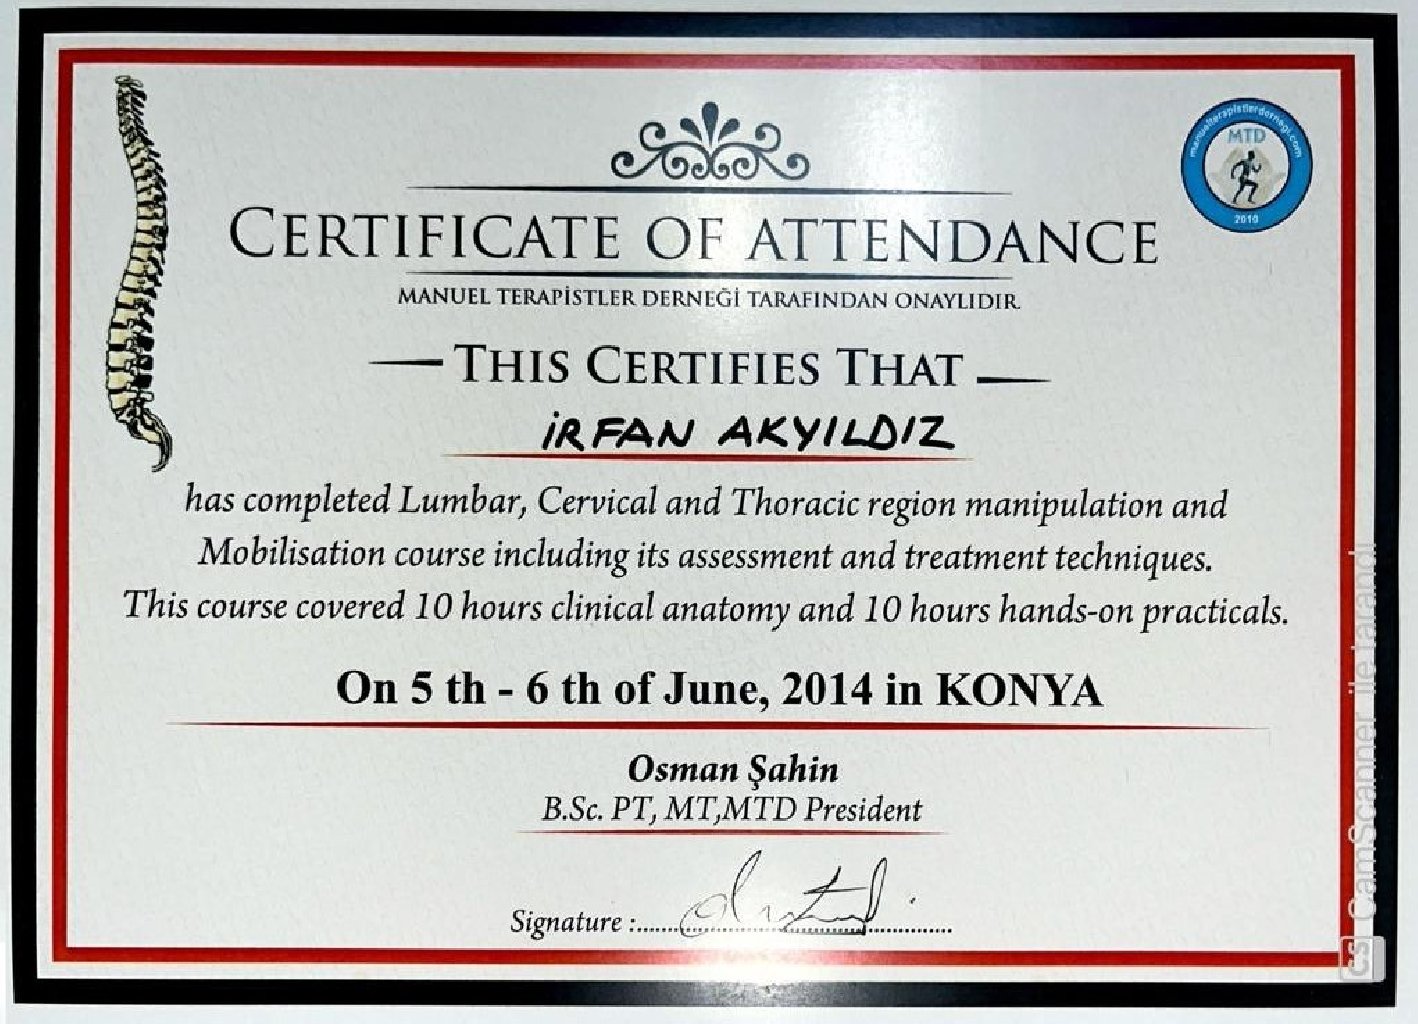 manuelterapistlerdernegi.com
MTD
2010
CERTIFICATE OF ATTENDANCE
MANUEL TERAPİSTLER DERNEĞİ TARAFINDAN ONAYLIDIR
THIS CERTIFIES THAT
İRFAN AKYILDIZ
has completed Lumbar, Cervical and Thoracic region manipulation and
Mobilisation course including its assessment and treatment techniques.
This course covered 10 hours clinical anatomy and 10 hours hands-on practicals.
On 5 th - 6 th of June, 2014 in KONYA
Osman Şahin
B.Sc. PT, MT,MTD President
Signature :
CS CamScanner ile tarandı